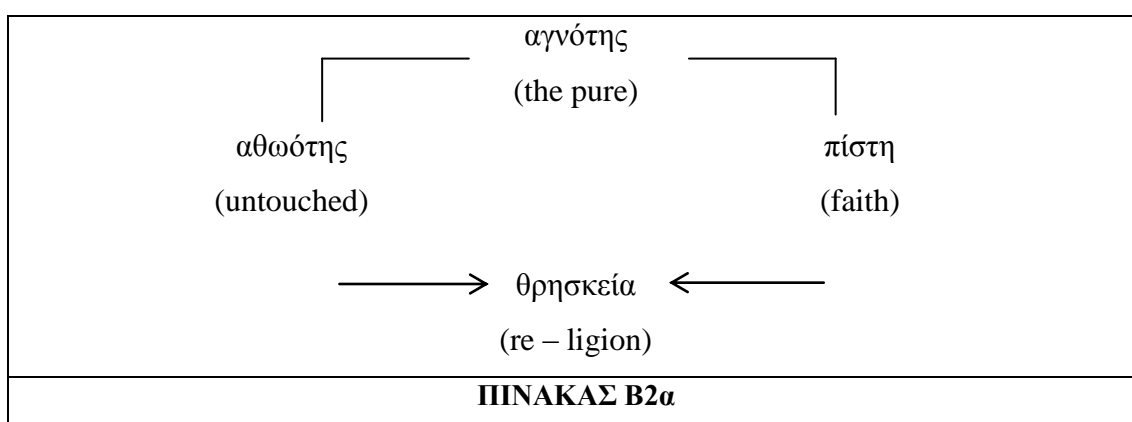 αγνότης
(the pure)
αθωότης πίστη
(untouched) (faith)
θρησκεία
(re – ligion)
ΠΙΝΑΚΑΣ Β2α